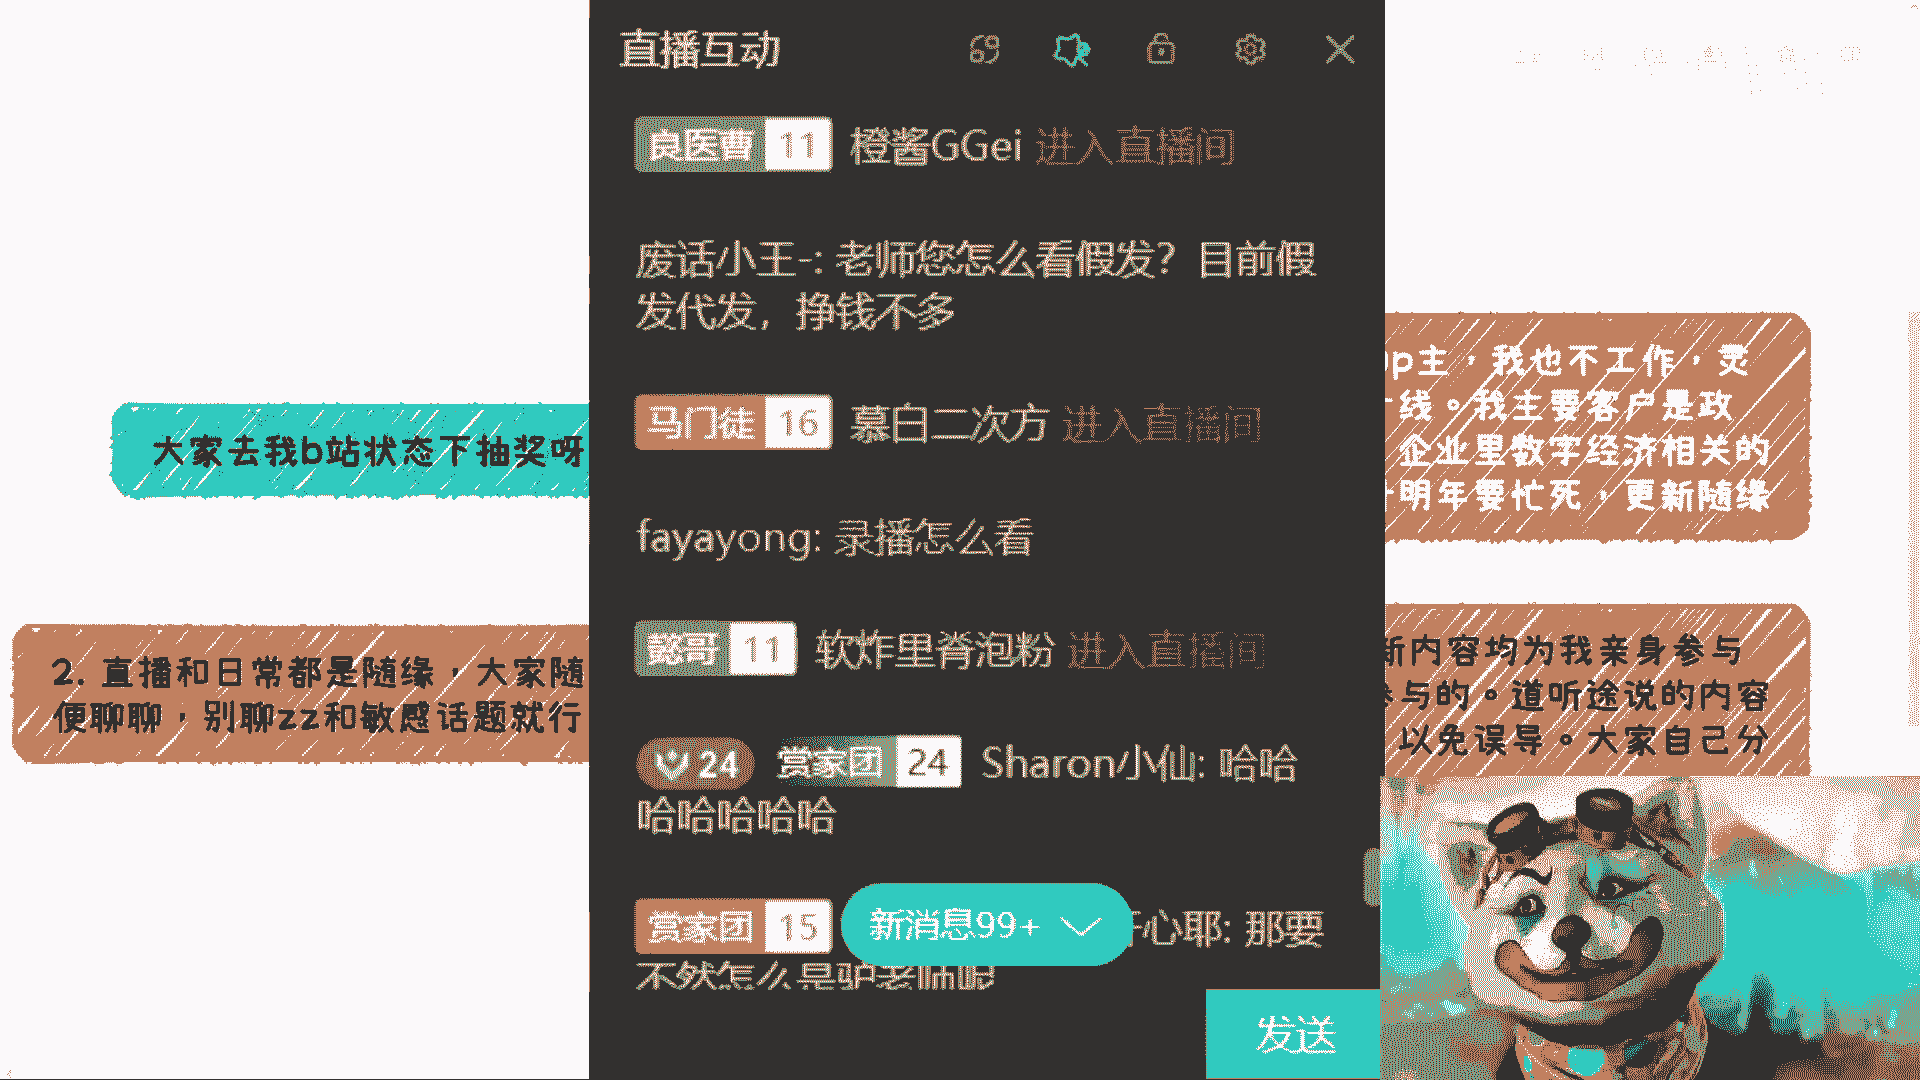 直播互动
良医曹 11 橙酱GGei 进入直播间
废话小王-: 老师您怎么看假发？目前假
发代发，挣钱不多
马门徒 16 慕白二次方 进入直播间
fayayong: 录播怎么看
懿哥 11 软炸里脊泡粉 进入直播间
24 赏家团 24 Sharon小仙: 哈哈
哈哈哈哈哈
赏家团 15 开心耶: 那要
不然怎么是驴老师呢
新消息99+
发送
大家去我b站状态下抽奖呀
2. 直播和日常都是随缘，大家随
便聊聊，别聊zz和敏感话题就行
p主，我也不工作，灵
线。我主要客户是政
企业里数字经济相关的
明年要忙死，更新随缘
新内容均为我亲身参与
参与的。道听途说的内容
以免误导。大家自己分